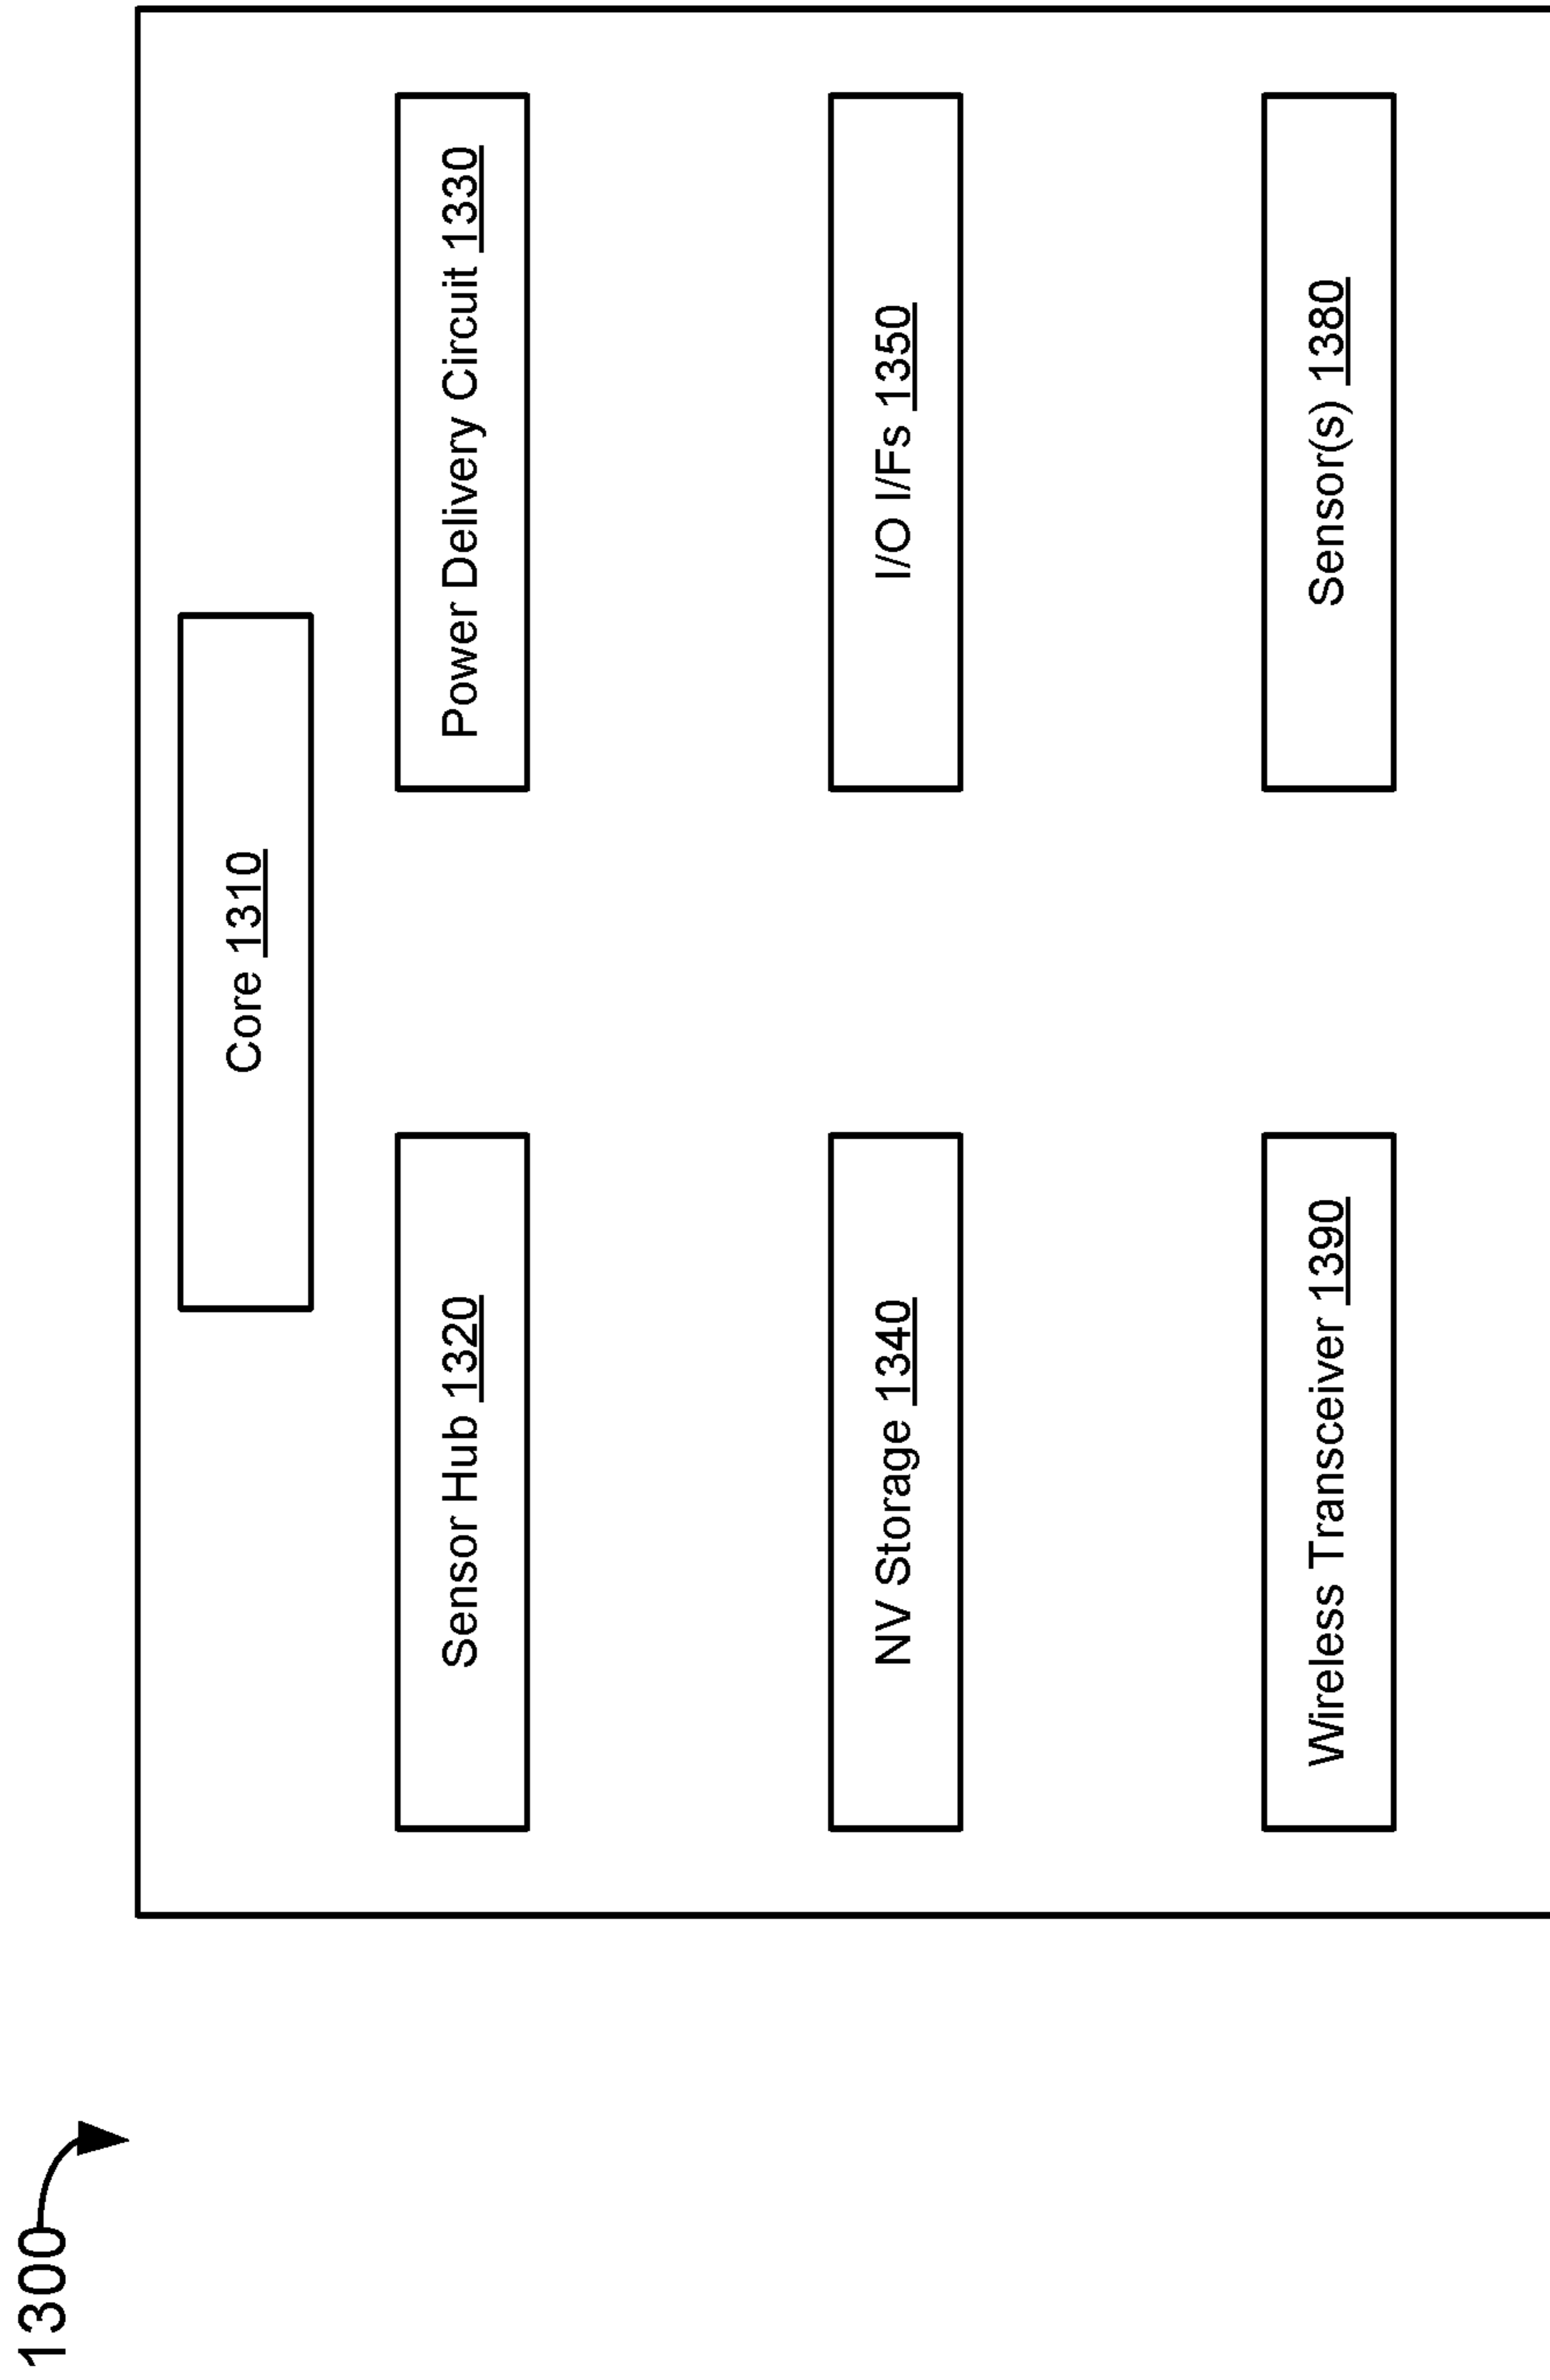 1300
Core 1310
Sensor Hub 1320
Power Delivery Circuit 1330
NV Storage 1340
I/O I/Fs 1350
Wireless Transceiver 1390
Sensor(s) 1380